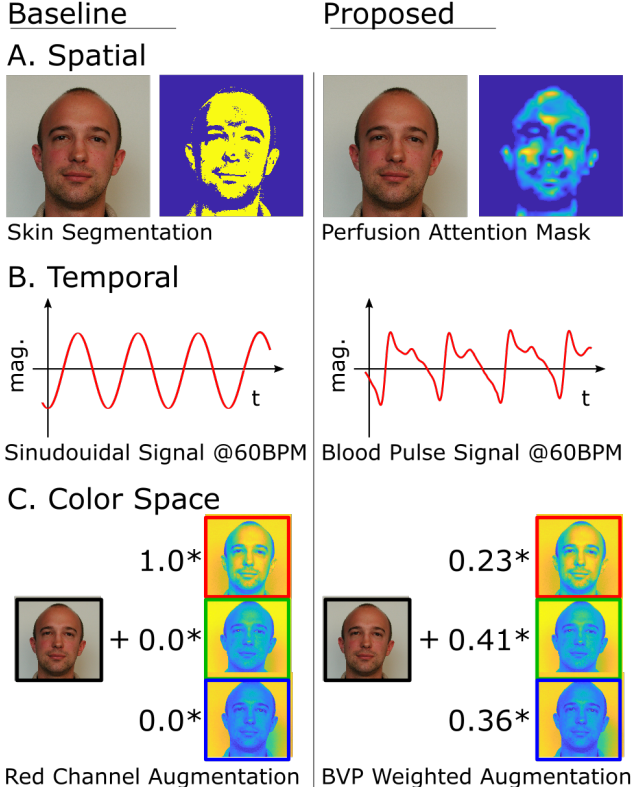 Baseline
Proposed
A. Spatial
Skin Segmentation
Perfusion Attention Mask
B. Temporal
mag.
t
mag.
t
Sinudouidal Signal @60BPM
Blood Pulse Signal @60BPM
C. Color Space
1.0*
+ 0.0*
0.0*
0.23*
+ 0.41*
0.36*
Red Channel Augmentation
BVP Weighted Augmentation